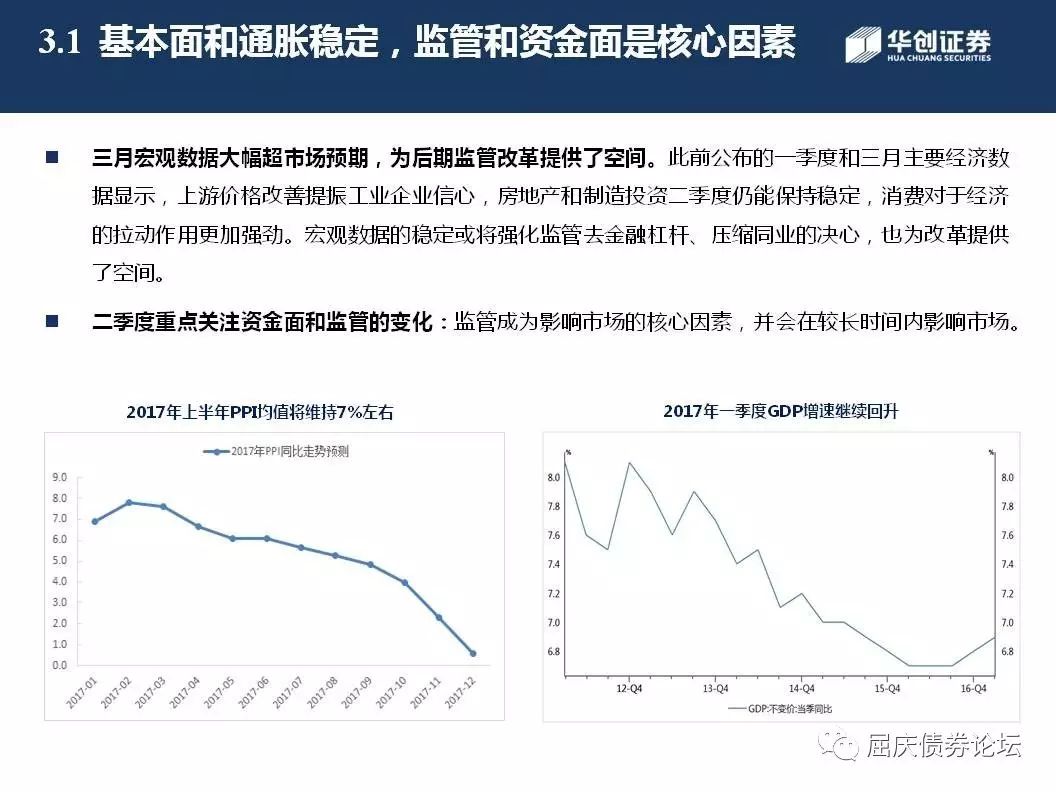 3.1 基本面和通胀稳定，监管和资金面是核心因素
华创证券
HUA CHUANG SECURITIES
三月宏观数据大幅超市场预期，为后期监管改革提供了空间。此前公布的一季度和三月主要经济数
据显示，上游价格改善提振工业企业信心，房地产和制造投资二季度仍能保持稳定，消费对于经济
的拉动作用更加强劲。宏观数据的稳定或将强化监管去金融杠杆、压缩同业的决心，也为改革提供
了空间。
二季度重点关注资金面和监管的变化：监管成为影响市场的核心因素，并会在较长时间内影响市场。
2017年上半年PPI均值将维持7%左右
2017年PPI同比走势预测
9.0
8.0
7.0
6.0
5.0
4.0
3.0
2.0
1.0
0.0
2017-01 2017-02 2017-03 2017-04 2017-05 2017-06 2017-07 2017-08 2017-09 2017-10 2017-11 2017-12
2017年一季度GDP增速继续回升
% %
8.0 8.0
7.8 7.8
7.6 7.6
7.4 7.4
7.2 7.2
7.0 7.0
6.8 6.8
12-Q4 13-Q4 14-Q4 15-Q4 16-Q4
GDP:不变价:当季同比
屈庆债券论坛